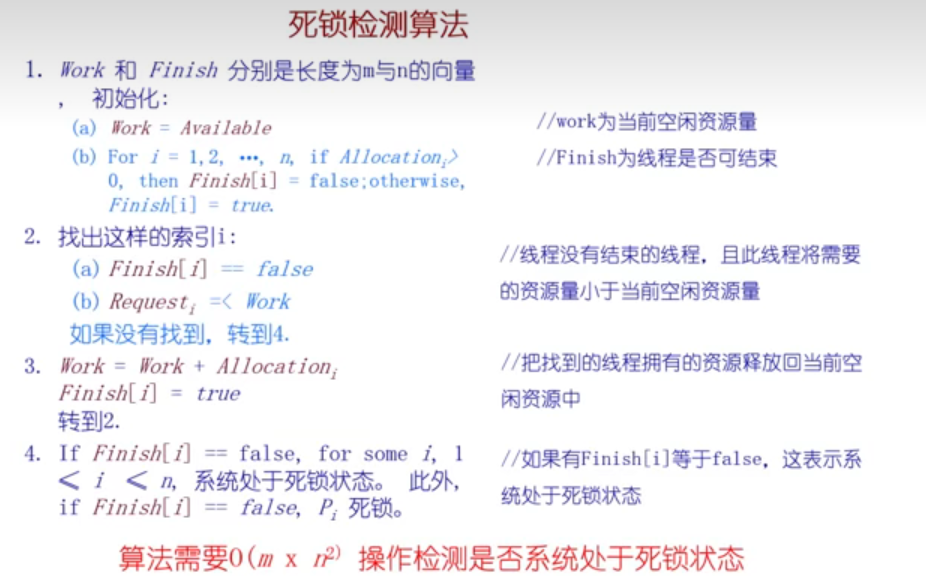 死锁检测算法
1. Work 和 Finish 分别是长度为m与n的向量
， 初始化:
(a) Work = Available
(b) For i = 1,2, …, n, if Allocationᵢ>
0, then Finish[i] = false;otherwise,
Finish[i] = true.
//work为当前空闲资源量
//Finish为线程是否可结束
2. 找出这样的索引i:
(a) Finish[i] == false
(b) Requestᵢ =< Work
如果没有找到，转到4.
//线程没有结束的线程，且此线程将需要
的资源量小于当前空闲资源量
3. Work = Work + Allocationᵢ
Finish[i] = true
转到2.
//把找到的线程拥有的资源释放回当前空
闲资源中
4. If Finish[i] == false, for some i, 1
≤ i ≤ n, 系统处于死锁状态。 此外,
if Finish[i] == false, Pᵢ 死锁。
//如果有Finish[i]等于false，这表示系
统处于死锁状态
算法需要O(m x n²) 操作检测是否系统处于死锁状态